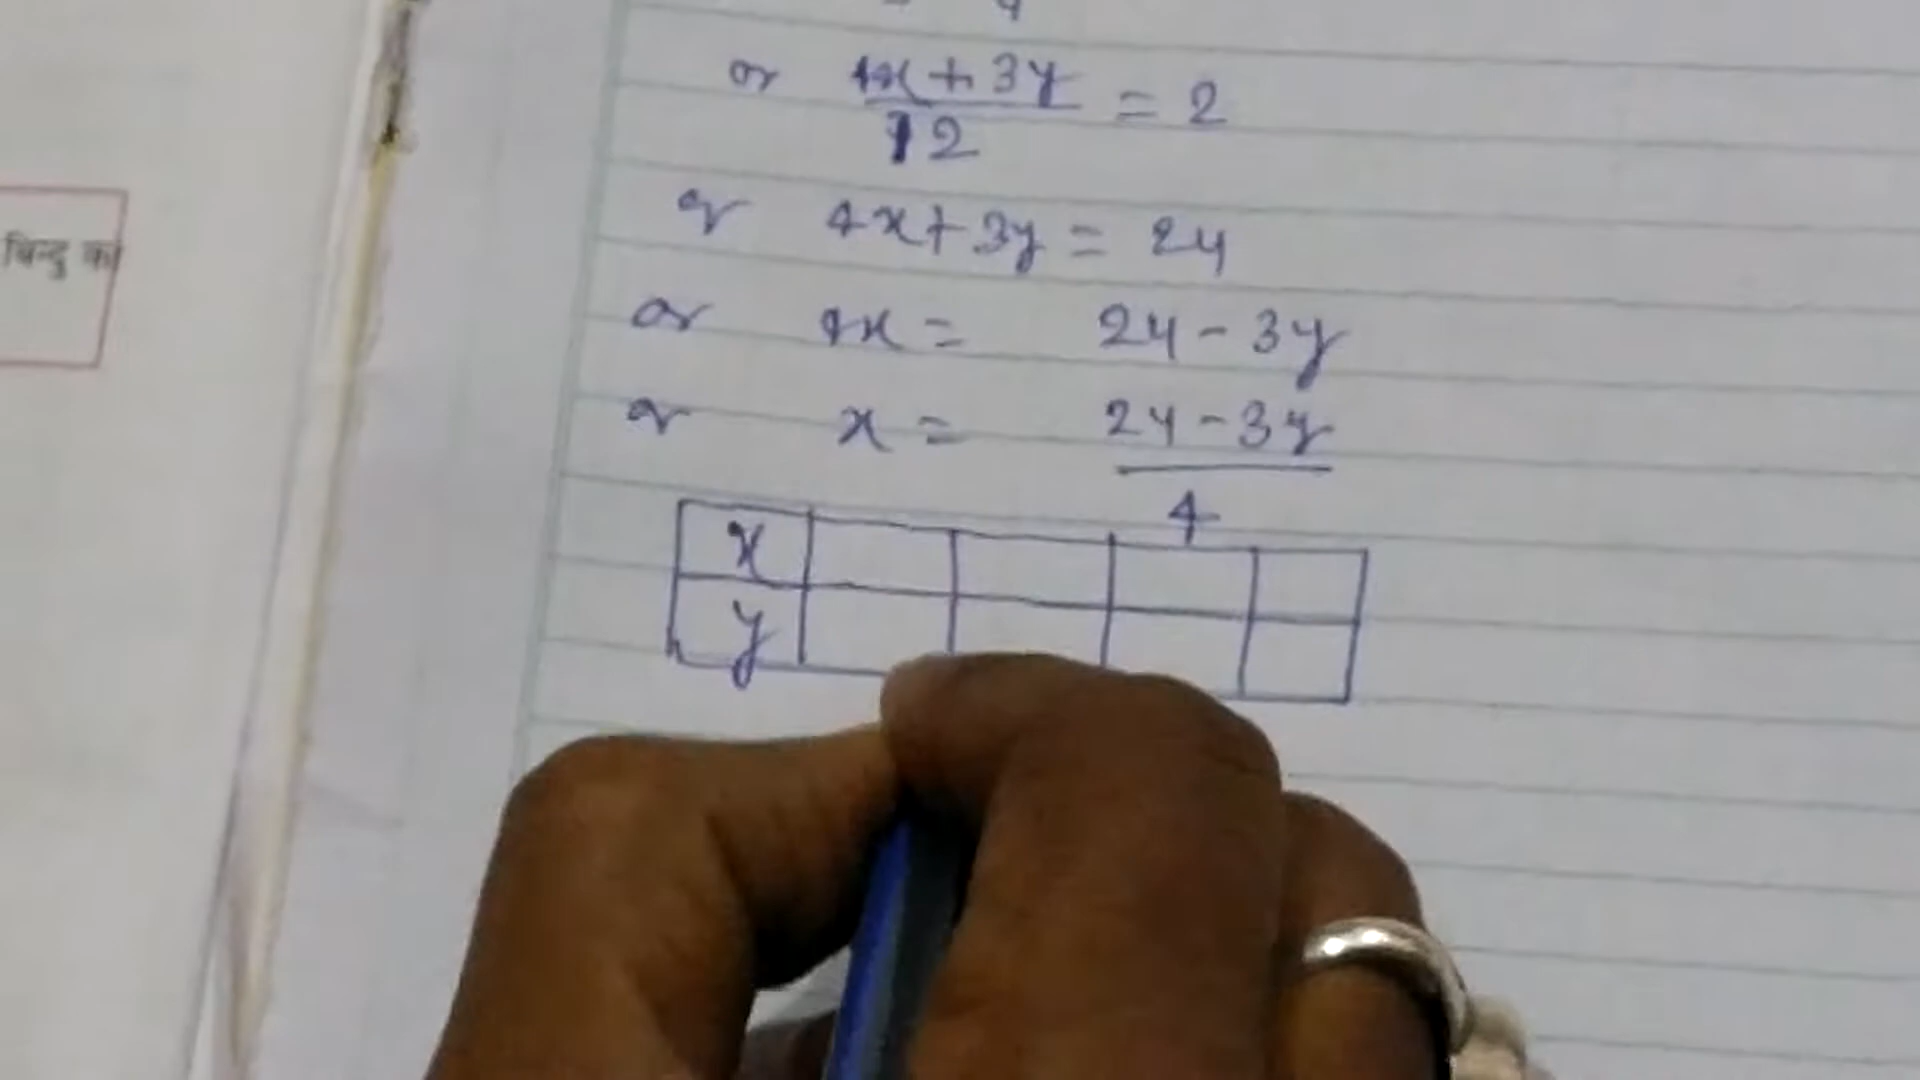 or 4x + 3y / 12 = 2
or 4x + 3y = 24
or 4x = 24 - 3y
or x = 24 - 3y / 4
x
y
बिन्दु का